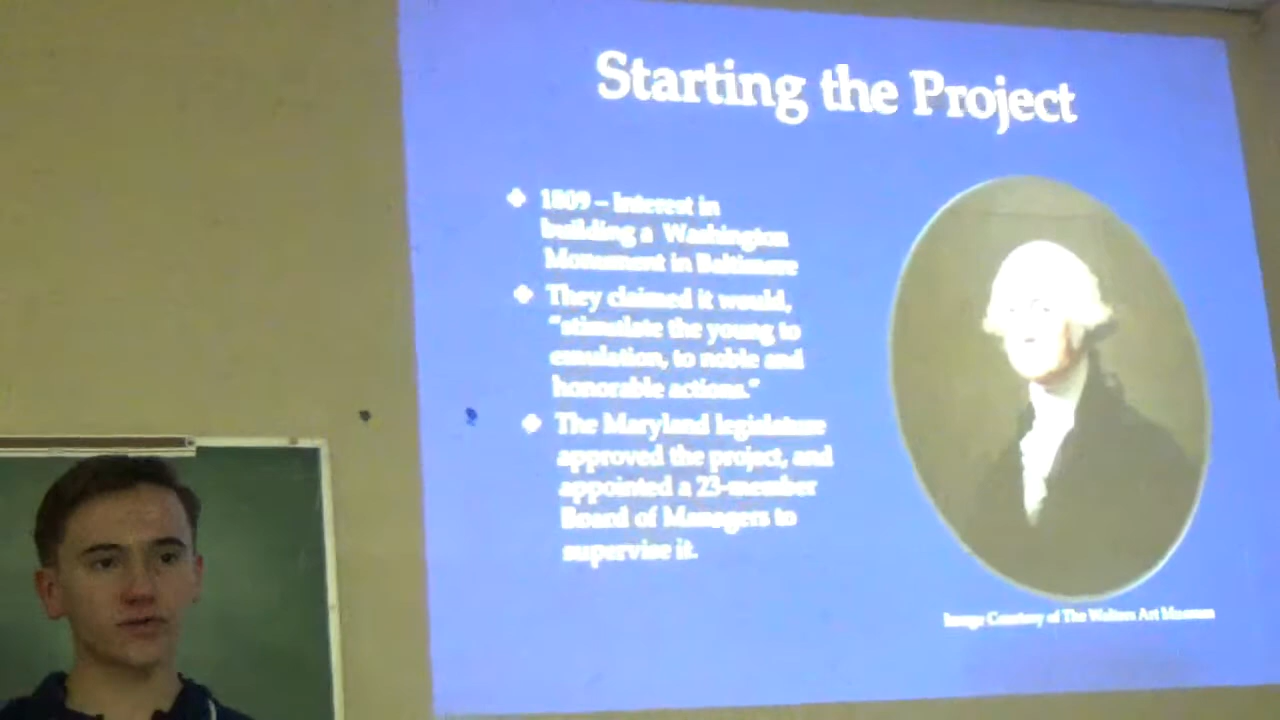 Starting the Project
1809 – Interest in
building a Washington
Monument in Baltimore
They claimed it would,
“stimulate the young to
emulation, to noble and
honorable actions.”
The Maryland legislature
approved the project, and
appointed a 23-member
Board of Managers to
supervise it.
Image Courtesy of The Walters Art Museum